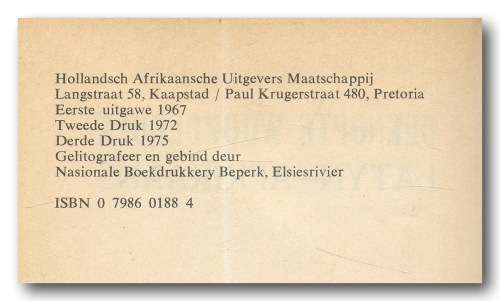 Hollandsch Afrikaansche Uitgevers Maatschappij
Langstraat 58, Kaapstad / Paul Krugerstraat 480, Pretoria
Eerste uitgawe 1967
Tweede Druk 1972
Derde Druk 1975
Gelitografeer en gebind deur
Nasionale Boekdrukkery Beperk, Elsiesrivier
ISBN 0 7986 0188 4